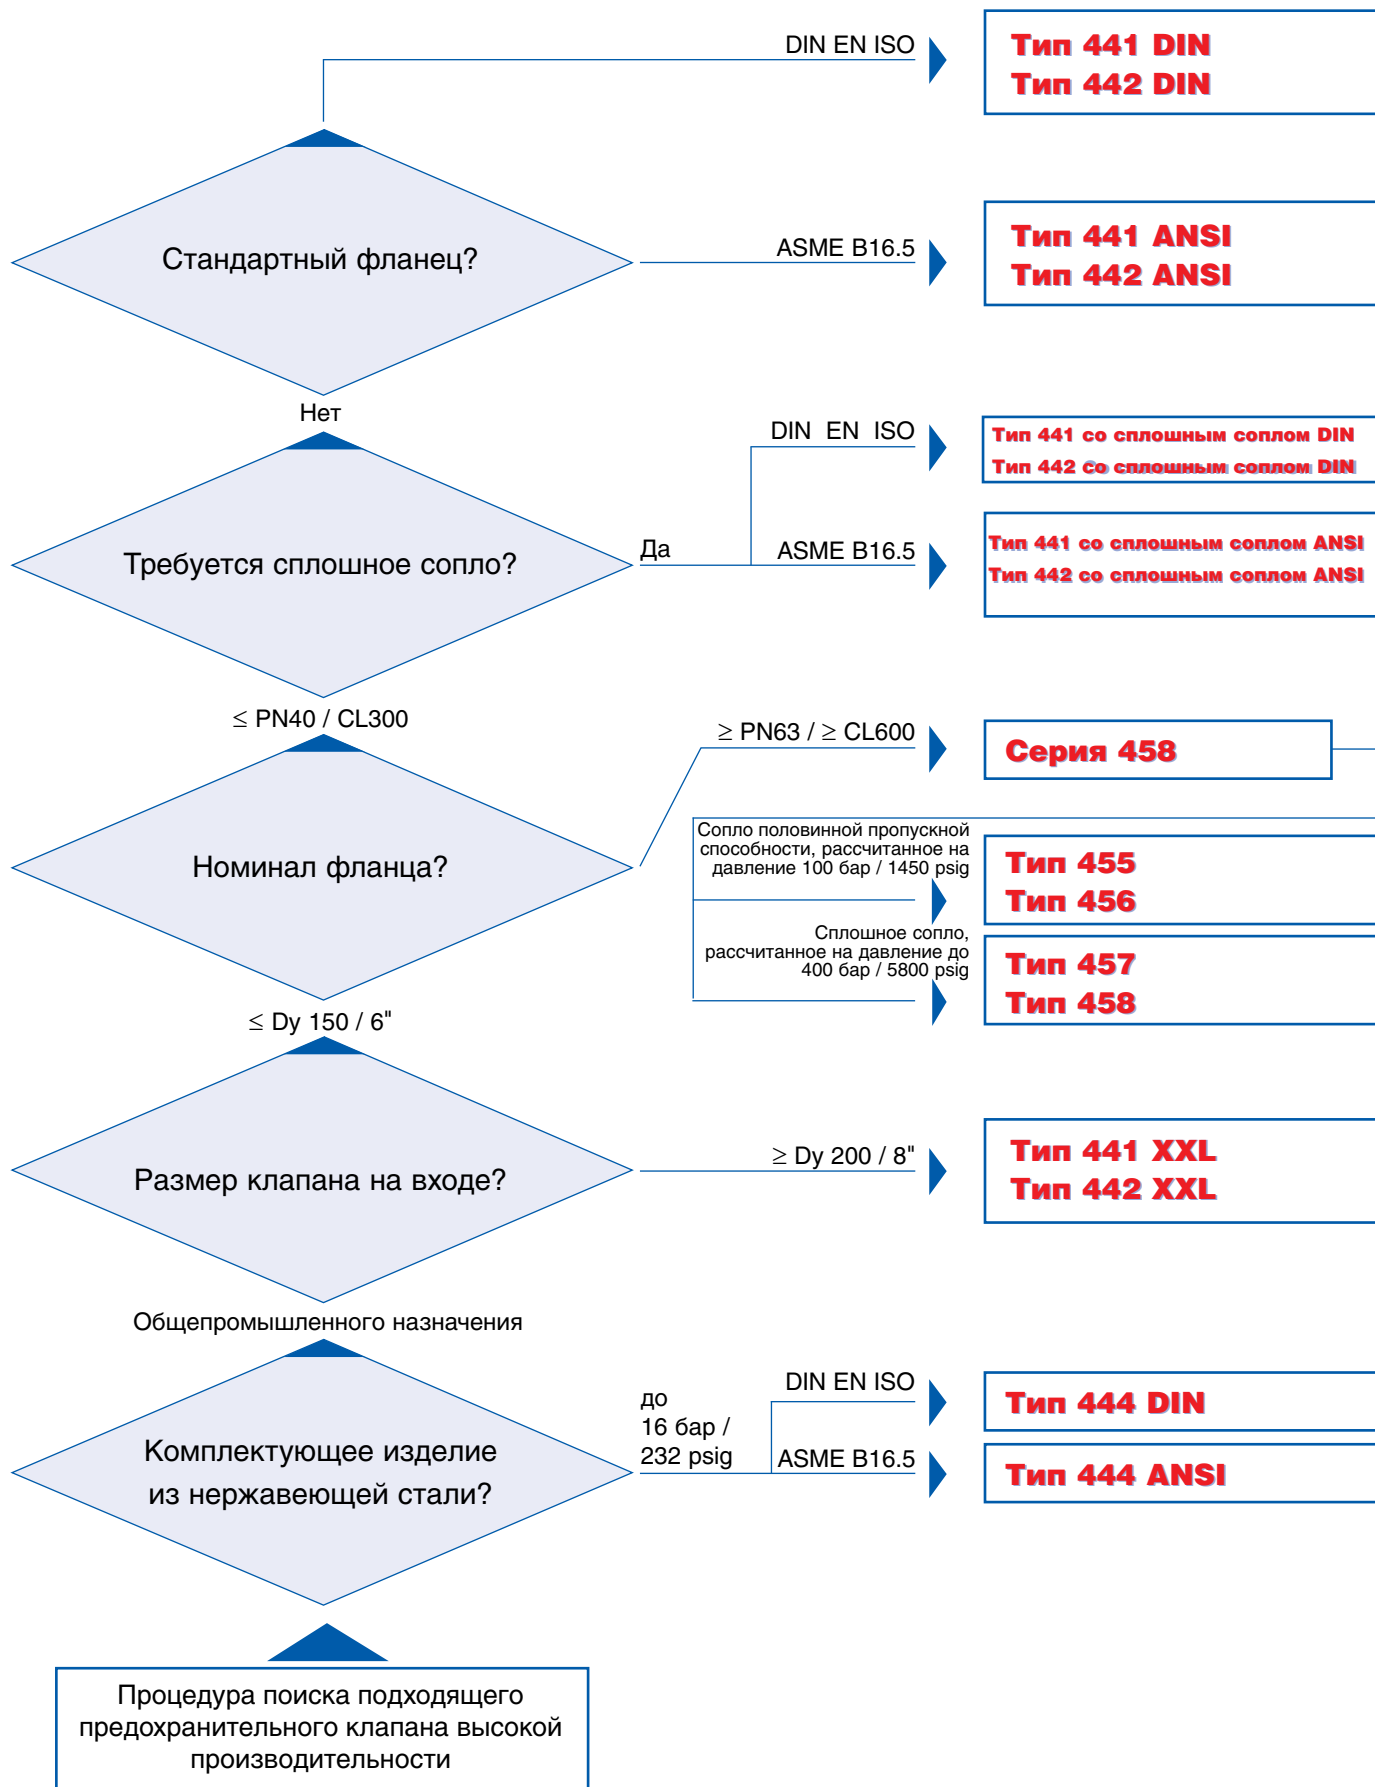 DIN EN ISO
Тип 441 DIN
Тип 442 DIN
Стандартный фланец?
ASME B16.5
Тип 441 ANSI
Тип 442 ANSI
Нет
DIN EN ISO
Тип 441 со сплошным соплом DIN
Тип 442 со сплошным соплом DIN
Требуется сплошное сопло?
Да
ASME B16.5
Тип 441 со сплошным соплом ANSI
Тип 442 со сплошным соплом ANSI
≤ PN40 / CL300
≥ PN63 / ≥ CL600
Серия 458
Номинал фланца?
Сопло половинной пропускной
способности, рассчитанное на
давление 100 бар / 1450 psig
Тип 455
Тип 456
Сплошное сопло,
рассчитанное на давление до
400 бар / 5800 psig
Тип 457
Тип 458
≤ Dy 150 / 6"
Размер клапана на входе?
≥ Dy 200 / 8"
Тип 441 XXL
Тип 442 XXL
Общепромышленного назначения
Комплектующее изделие
из нержавеющей стали?
до
16 бар /
232 psig
DIN EN ISO
Тип 444 DIN
ASME B16.5
Тип 444 ANSI
Процедура поиска подходящего
предохранительного клапана высокой
производительности